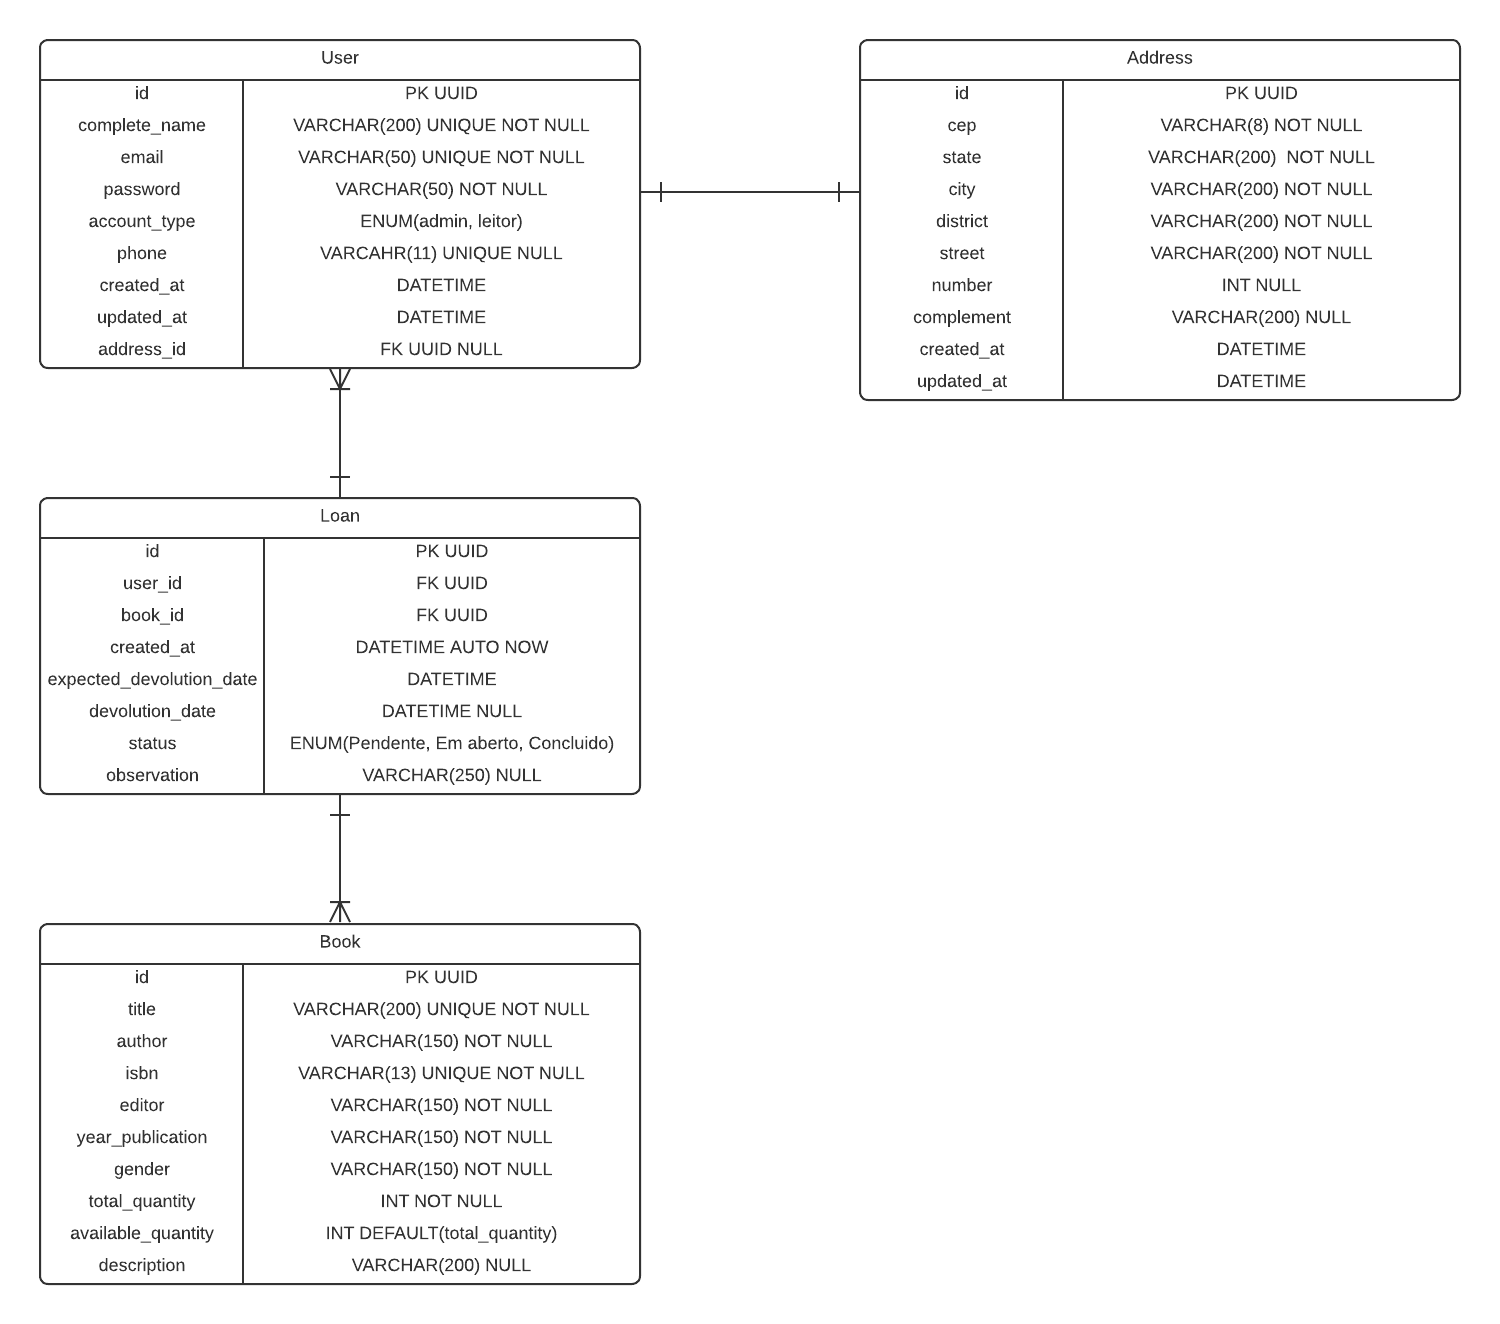 User
id PK UUID
complete_name VARCHAR(200) UNIQUE NOT NULL
email VARCHAR(50) UNIQUE NOT NULL
password VARCHAR(50) NOT NULL
account_type ENUM(admin, leitor)
phone VARCAHR(11) UNIQUE NULL
created_at DATETIME
updated_at DATETIME
address_id FK UUID NULL
Address
id PK UUID
cep VARCHAR(8) NOT NULL
state VARCHAR(200)  NOT NULL
city VARCHAR(200) NOT NULL
district VARCHAR(200) NOT NULL
street VARCHAR(200) NOT NULL
number INT NULL
complement VARCHAR(200) NULL
created_at DATETIME
updated_at DATETIME
Loan
id PK UUID
user_id FK UUID
book_id FK UUID
created_at DATETIME AUTO NOW
expected_devolution_date DATETIME
devolution_date DATETIME NULL
status ENUM(Pendente, Em aberto, Concluido)
observation VARCHAR(250) NULL
Book
id PK UUID
title VARCHAR(200) UNIQUE NOT NULL
author VARCHAR(150) NOT NULL
isbn VARCHAR(13) UNIQUE NOT NULL
editor VARCHAR(150) NOT NULL
year_publication VARCHAR(150) NOT NULL
gender VARCHAR(150) NOT NULL
total_quantity INT NOT NULL
available_quantity INT DEFAULT(total_quantity)
description VARCHAR(200) NULL